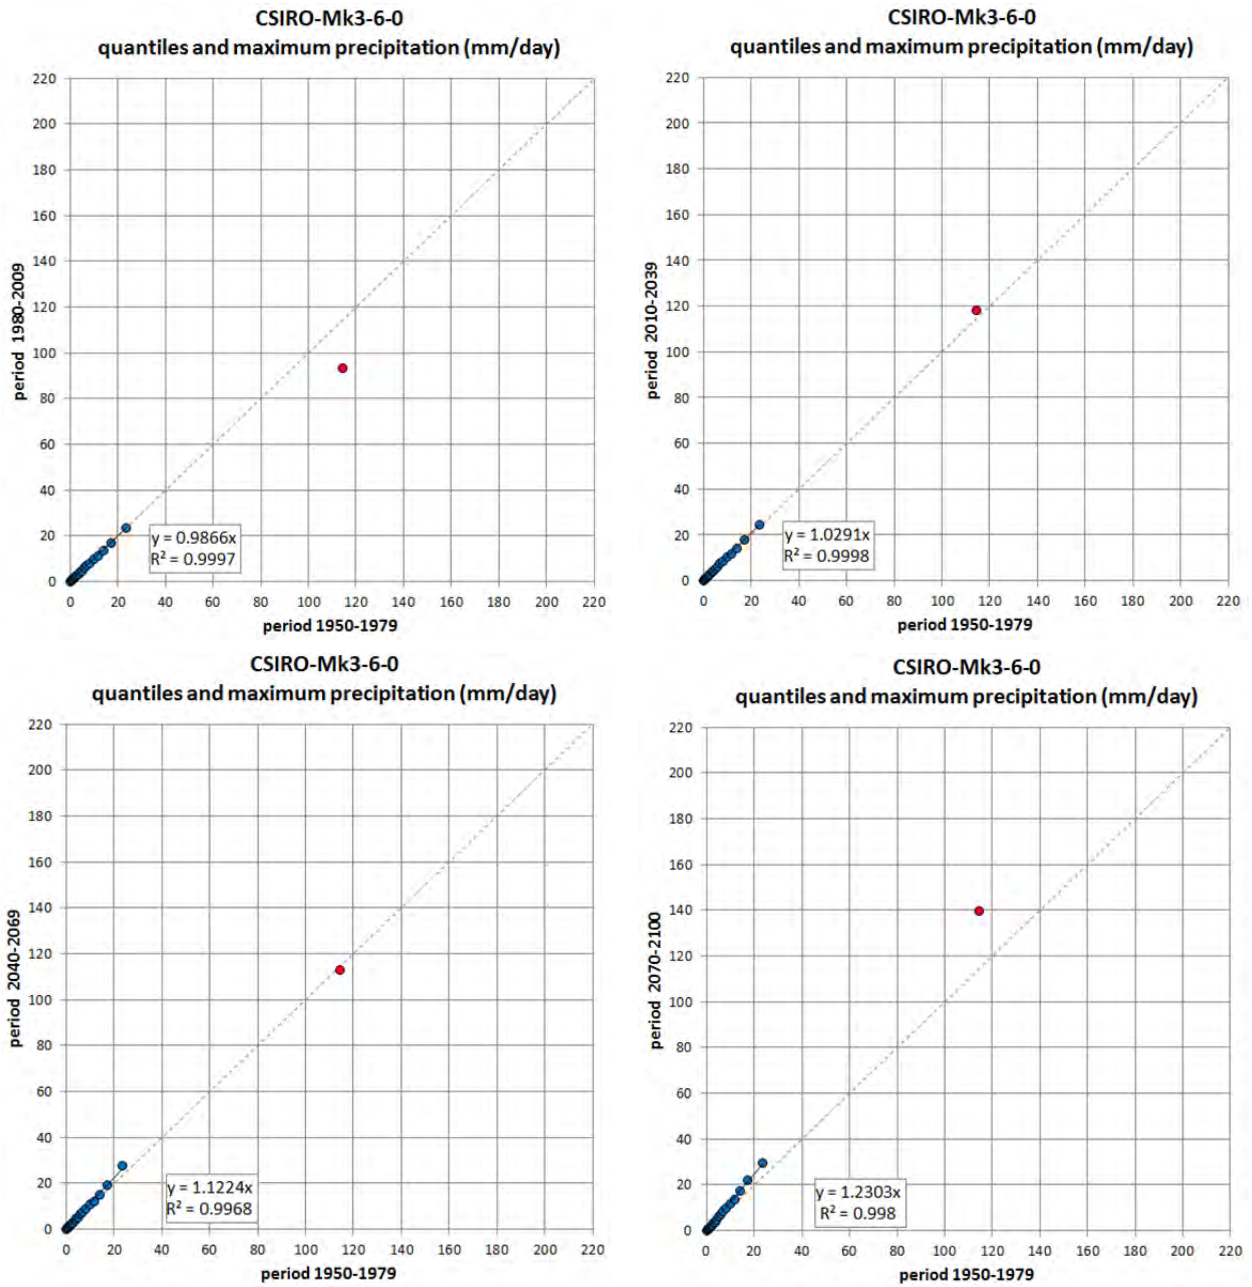 CSIRO-Mk3-6-0
quantiles and maximum precipitation (mm/day)
220
200
180
160
140
120
100
80
60
40
20
0
period 1980-2009
y = 0.9866x
R² = 0.9997
0 20 40 60 80 100 120 140 160 180 200 220
period 1950-1979
CSIRO-Mk3-6-0
quantiles and maximum precipitation (mm/day)
220
200
180
160
140
120
100
80
60
40
20
0
period 2010-2039
y = 1.0291x
R² = 0.9998
0 20 40 60 80 100 120 140 160 180 200 220
period 1950-1979
CSIRO-Mk3-6-0
quantiles and maximum precipitation (mm/day)
220
200
180
160
140
120
100
80
60
40
20
0
period 2040-2069
y = 1.1224x
R² = 0.9968
0 20 40 60 80 100 120 140 160 180 200 220
period 1950-1979
CSIRO-Mk3-6-0
quantiles and maximum precipitation (mm/day)
220
200
180
160
140
120
100
80
60
40
20
0
period 2070-2100
y = 1.2303x
R² = 0.998
0 20 40 60 80 100 120 140 160 180 200 220
period 1950-1979